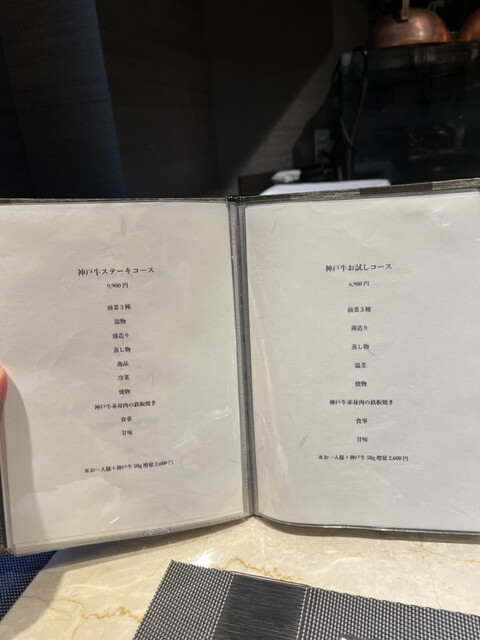 神戸牛ステーキコース
9,900円
前菜3種
温物
薄造り
蒸し物
逸品
冷菜
焼物
神戸牛赤身肉の鉄板焼き
食事
甘味
※お一人様+神戸牛50g増量2,600円
神戸牛お試しコース
6,900円
前菜3種
薄造り
蒸し物
温菜
焼物
神戸牛赤身肉の鉄板焼き
食事
甘味
※お一人様+神戸牛50g増量2,600円